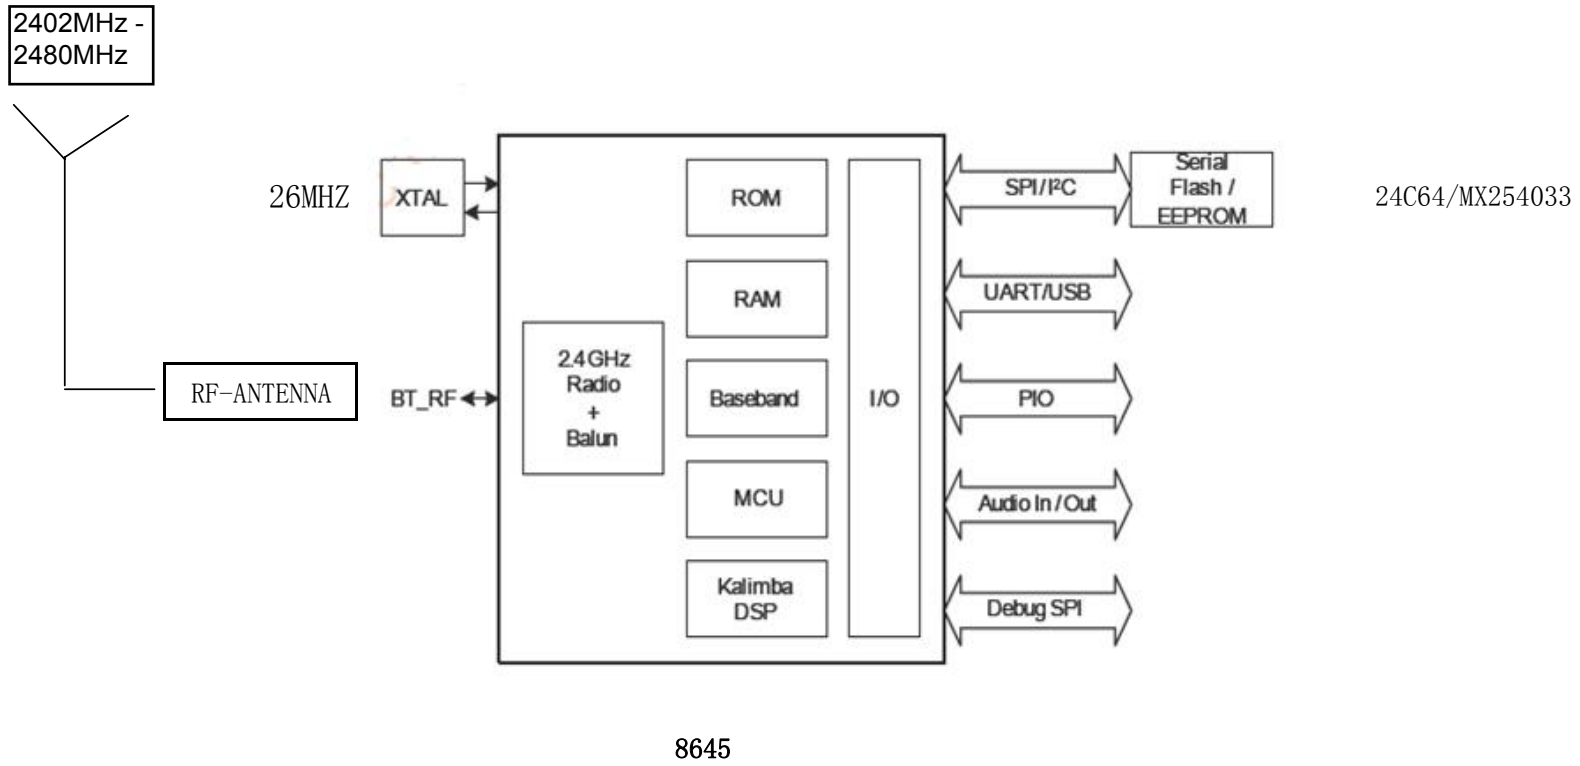 2402MHz -
2480MHz
26MHZ
XTAL
ROM
SPI/I²C
Serial
Flash /
EEPROM
24C64/MX254033
RAM
UART/USB
RF-ANTENNA
BT_RF
2.4GHz
Radio
+
Balun
Baseband
I/O
PIO
MCU
Audio In / Out
Kalimba
DSP
Debug SPI
8645